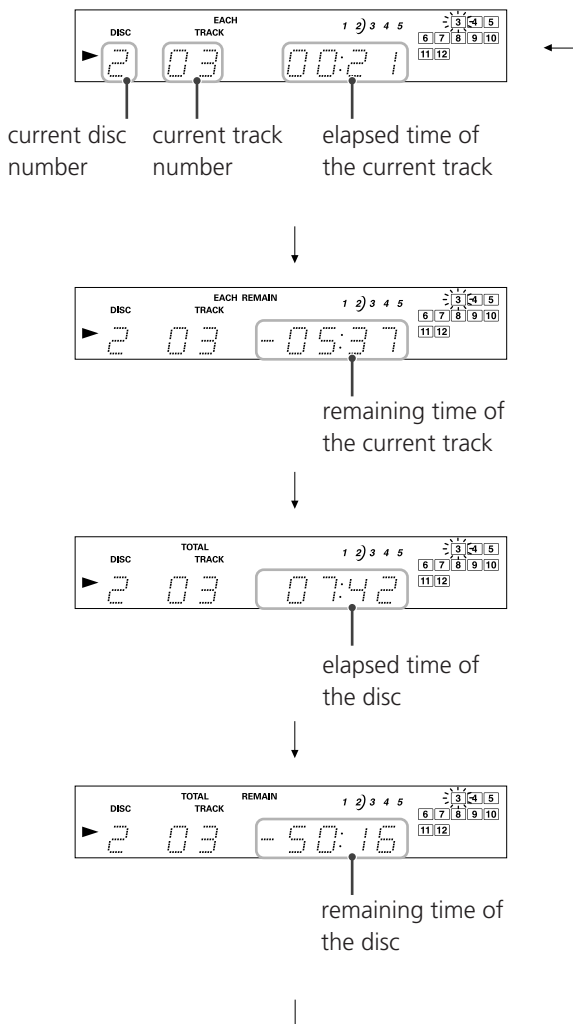 EACH
DISC TRACK 1 2) 3 4 5 3 4 5
6 7 8 9 10
2 03 00:21 11 12
current disc number
current track number
elapsed time of
the current track
EACH REMAIN
DISC TRACK 1 2) 3 4 5 3 4 5
6 7 8 9 10
2 03 -05:37 11 12
remaining time of
the current track
TOTAL
DISC TRACK 1 2) 3 4 5 3 4 5
6 7 8 9 10
2 03 07:42 11 12
elapsed time of
the disc
TOTAL REMAIN
DISC TRACK 1 2) 3 4 5 3 4 5
6 7 8 9 10
2 03 -50:16 11 12
remaining time of
the disc